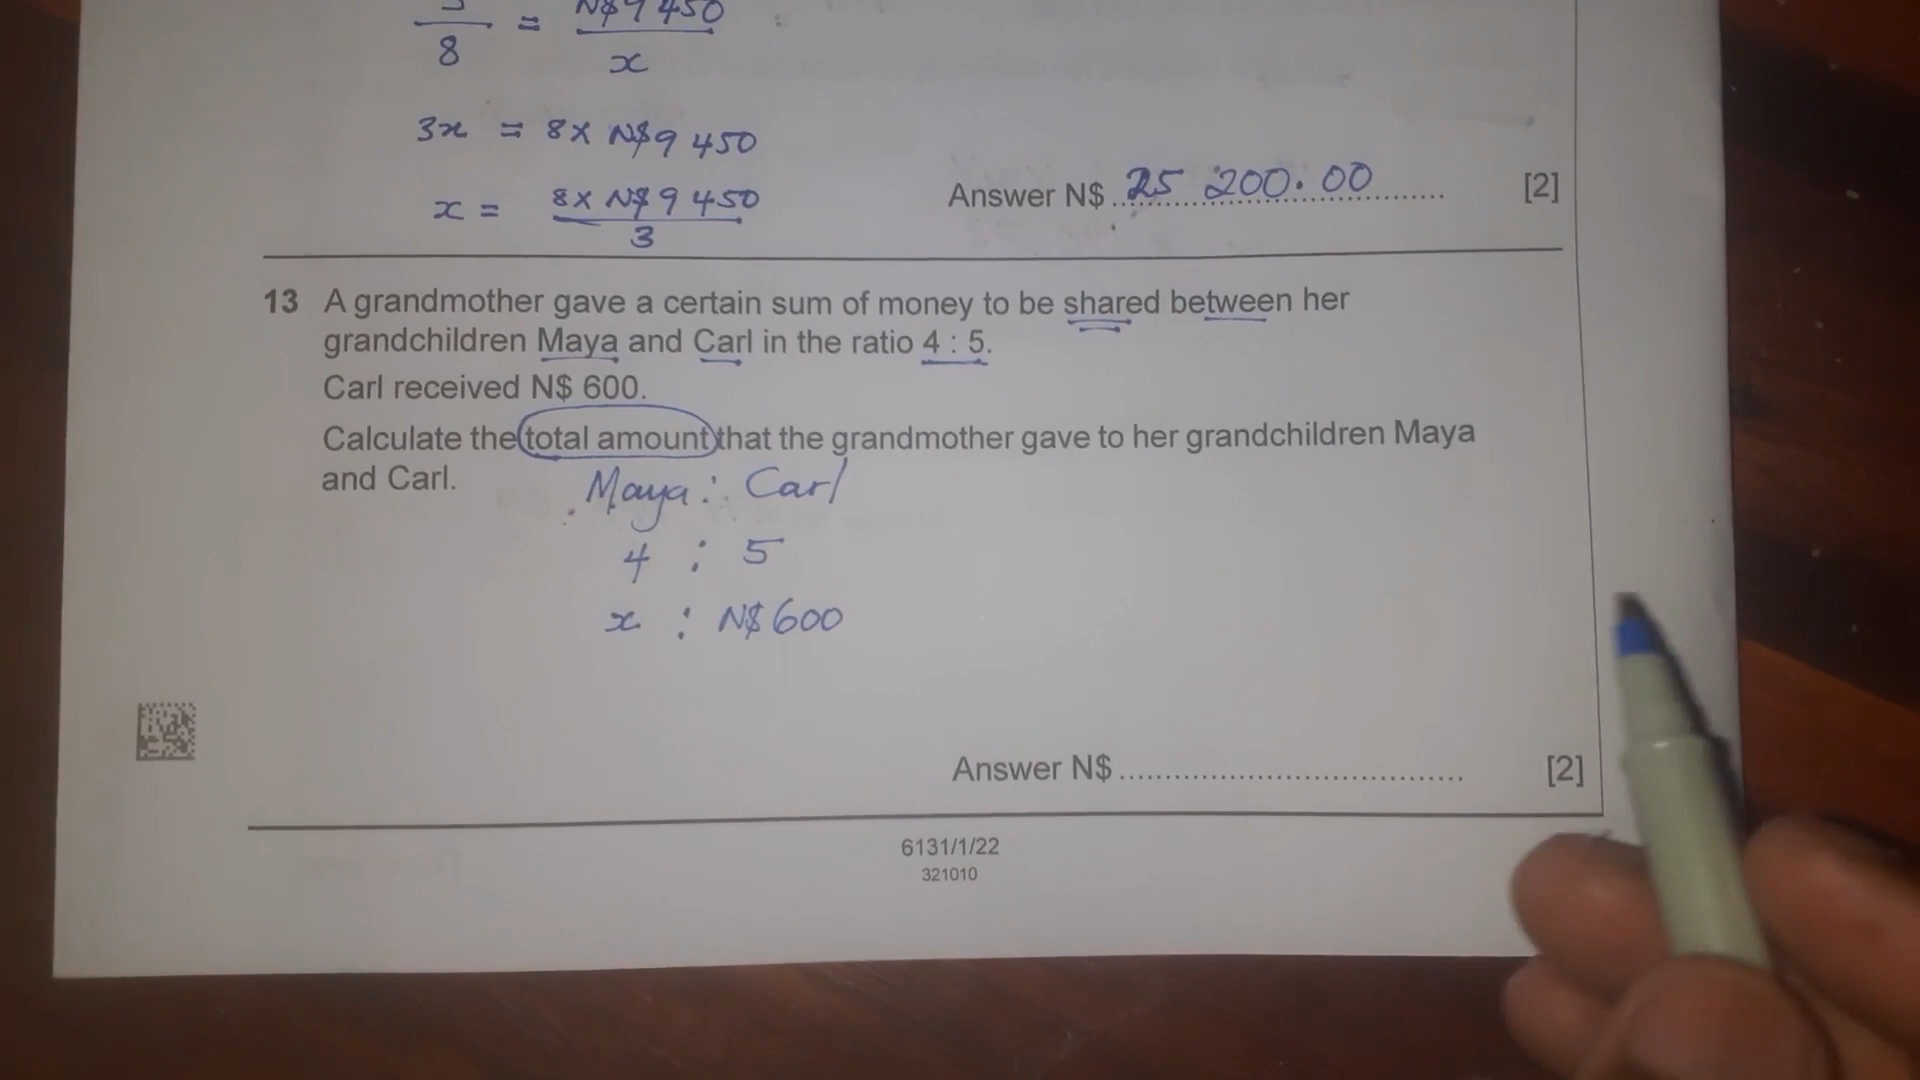 8 = N$9 450
x
3x = 8 x N$9 450
x = 8 x N$9 450
3
Answer N$ 25 200.00 [2]
13 A grandmother gave a certain sum of money to be shared between her
grandchildren Maya and Carl in the ratio 4 : 5.
Carl received N$ 600.
Calculate the total amount that the grandmother gave to her grandchildren Maya
and Carl.
Maya : Carl
4 : 5
x : N$600
Answer N$ [2]
6131/1/22
321010